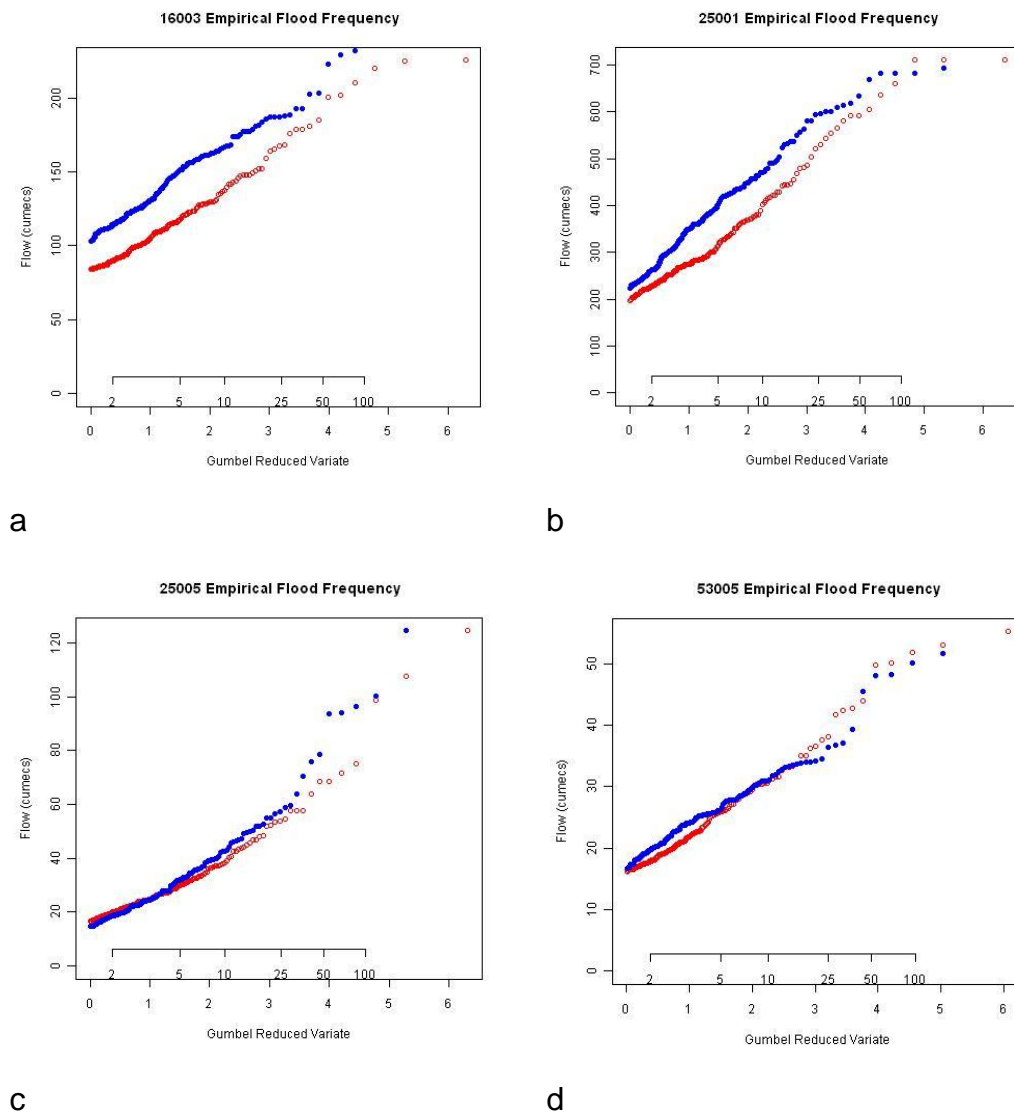 16003 Empirical Flood Frequency
Flow (cumecs)
200
150
100
50
0
2 5 10 25 50 100
0 1 2 3 4 5 6
Gumbel Reduced Variate
a
25001 Empirical Flood Frequency
Flow (cumecs)
700
600
500
400
300
200
100
0
2 5 10 25 50 100
0 1 2 3 4 5 6
Gumbel Reduced Variate
b
25005 Empirical Flood Frequency
Flow (cumecs)
120
100
80
60
40
20
0
2 5 10 25 50 100
0 1 2 3 4 5 6
Gumbel Reduced Variate
c
53005 Empirical Flood Frequency
Flow (cumecs)
50
40
30
20
10
0
2 5 10 25 50 100
0 1 2 3 4 5 6
Gumbel Reduced Variate
d